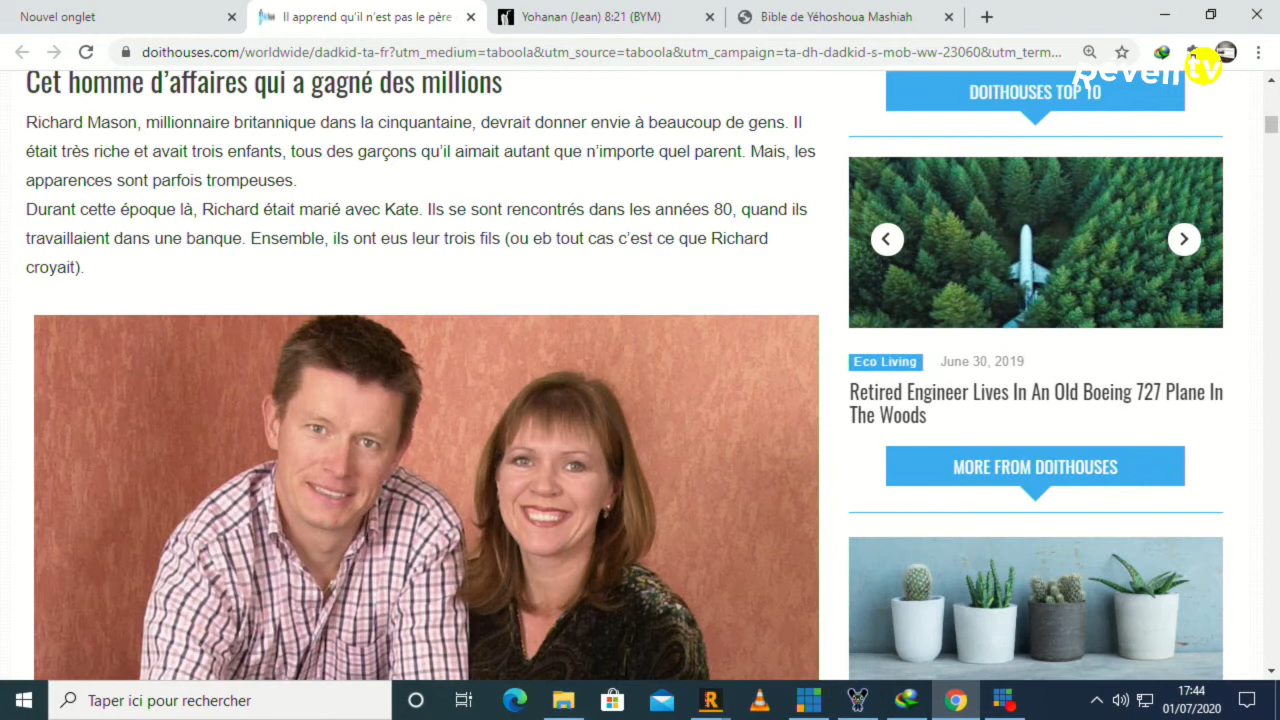 Nouvel onglet
Il apprend qu'il n'est pas le père
Yohanan (Jean) 8:21 (BYM)
Bible de Yéhoshoua Mashiah
doithouses.com/worldwide/dadkid-ta-fr?utm_medium=taboola&utm_source=taboola&utm_campaign=ta-dh-dadkid-s-mob-ww-23060&utm_term...
Cet homme d'affaires qui a gagné des millions
Richard Mason, millionnaire britannique dans la cinquantaine, devrait donner envie à beaucoup de gens. Il
était très riche et avait trois enfants, tous des garçons qu'il aimait autant que n'importe quel parent. Mais, les
apparences sont parfois trompeuses.
Durant cette époque là, Richard était marié avec Kate. Ils se sont rencontrés dans les années 80, quand ils
travaillaient dans une banque. Ensemble, ils ont eus leur trois fils (ou eb tout cas c'est ce que Richard
croyait).
tv
DOITHOUSES TOP 10
Eco Living
June 30, 2019
Retired Engineer Lives In An Old Boeing 727 Plane In
The Woods
MORE FROM DOITHOUSES
Taper ici pour rechercher
17:44
01/07/2020